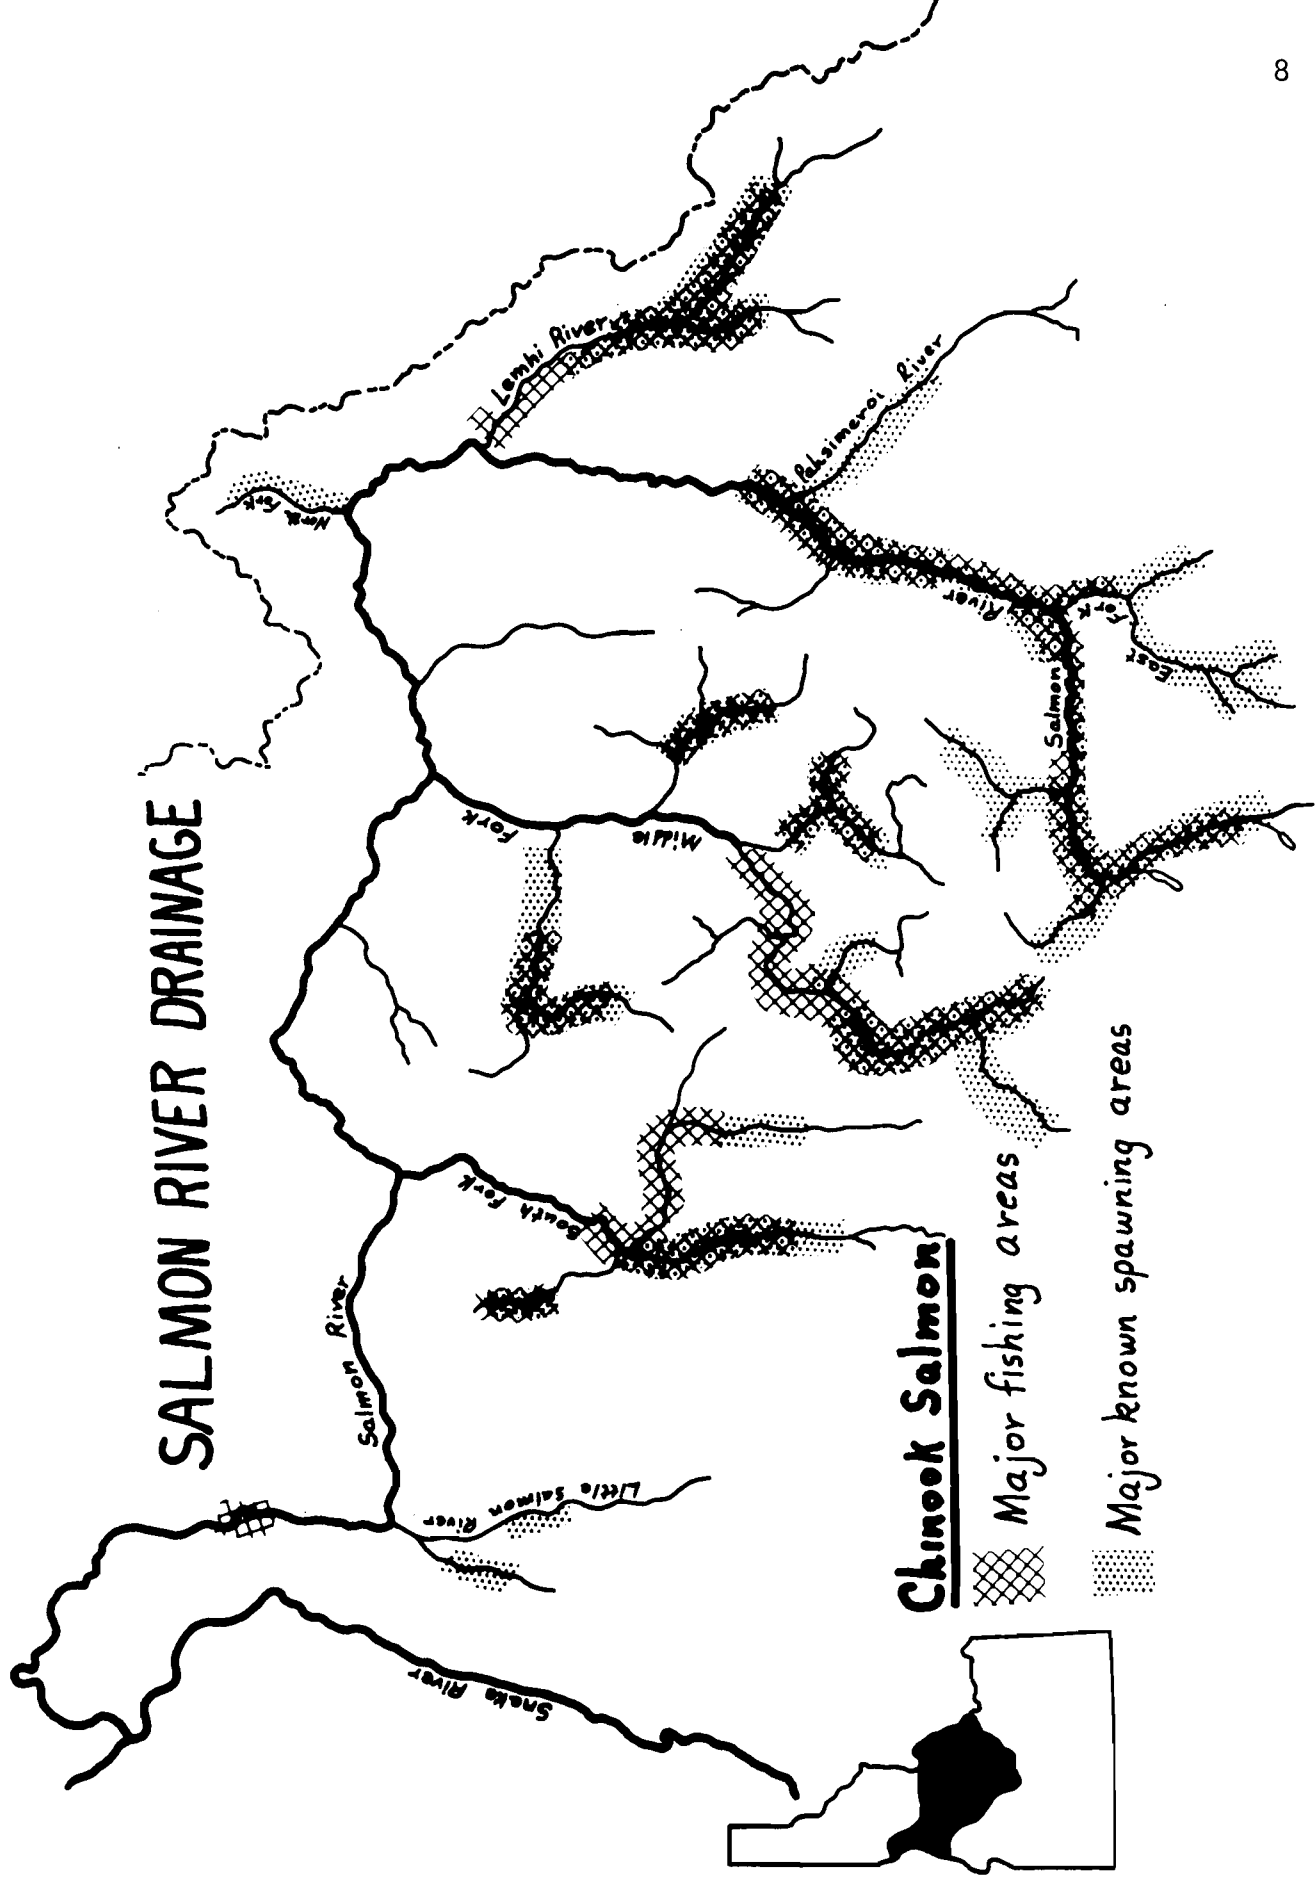 8
SALMON RIVER DRAINAGE
North Fork
Lemhi River
Pahsimeroi River
Salmon River
East Fork
Middle Fork
South Fork
Salmon River
Little Salmon River
Snake River
Chinook Salmon
Major fishing areas
Major known spawning areas